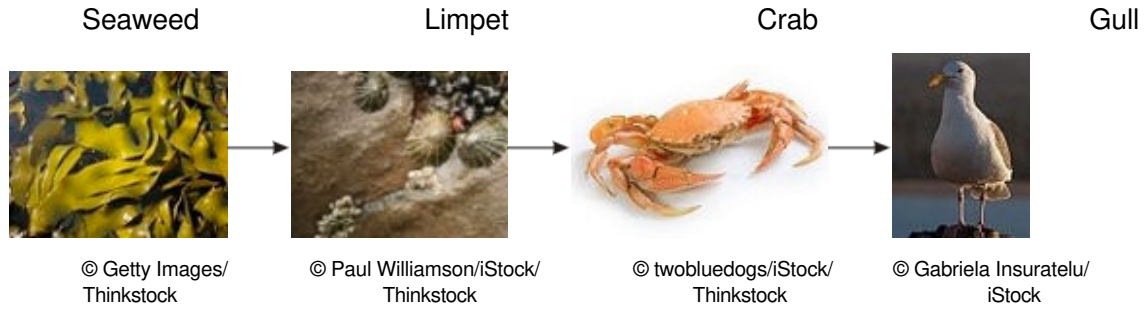 Seaweed Limpet Crab Gull
© Getty Images/ © Paul Williamson/iStock/ © twobluedogs/iStock/ © Gabriela Insuratelu/
Thinkstock Thinkstock Thinkstock iStock